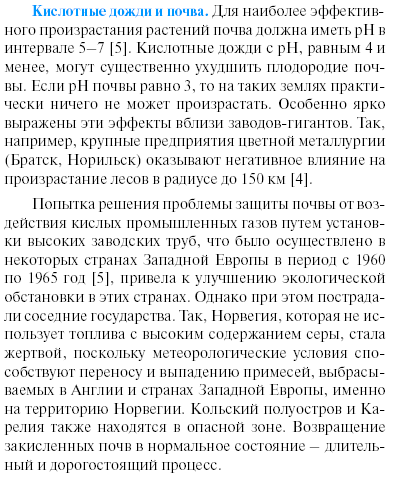 Кислотные дожди и почва. Для наиболее эффектив-
ного произрастания растений почва должна иметь pH в
интервале 5–7 [5]. Кислотные дожди с pH, равным 4 и
менее, могут существенно ухудшить плодородие поч-
вы. Если pH почвы равно 3, то на таких землях практи-
чески ничего не может произрастать. Особенно ярко
выражены эти эффекты вблизи заводов-гигантов. Так,
например, крупные предприятия цветной металлургии
(Братск, Норильск) оказывают негативное влияние на
произрастание лесов в радиусе до 150 км [4].
Попытка решения проблемы защиты почвы от воз-
действия кислых промышленных газов путем установ-
ки высоких заводских труб, что было осуществлено в
некоторых странах Западной Европы в период с 1960
по 1965 год [5], привела к улучшению экологической
обстановки в этих странах. Однако при этом пострада-
ли соседние государства. Так, Норвегия, которая не ис-
пользует топлива с высоким содержанием серы, стала
жертвой, поскольку метеорологические условия спо-
собствуют переносу и выпадению примесей, выбрасы-
ваемых в Англии и странах Западной Европы, именно
на территорию Норвегии. Кольский полуостров и Ка-
релия также находятся в опасной зоне. Возвращение
закисленных почв в нормальное состояние – длитель-
ный и дорогостоящий процесс.